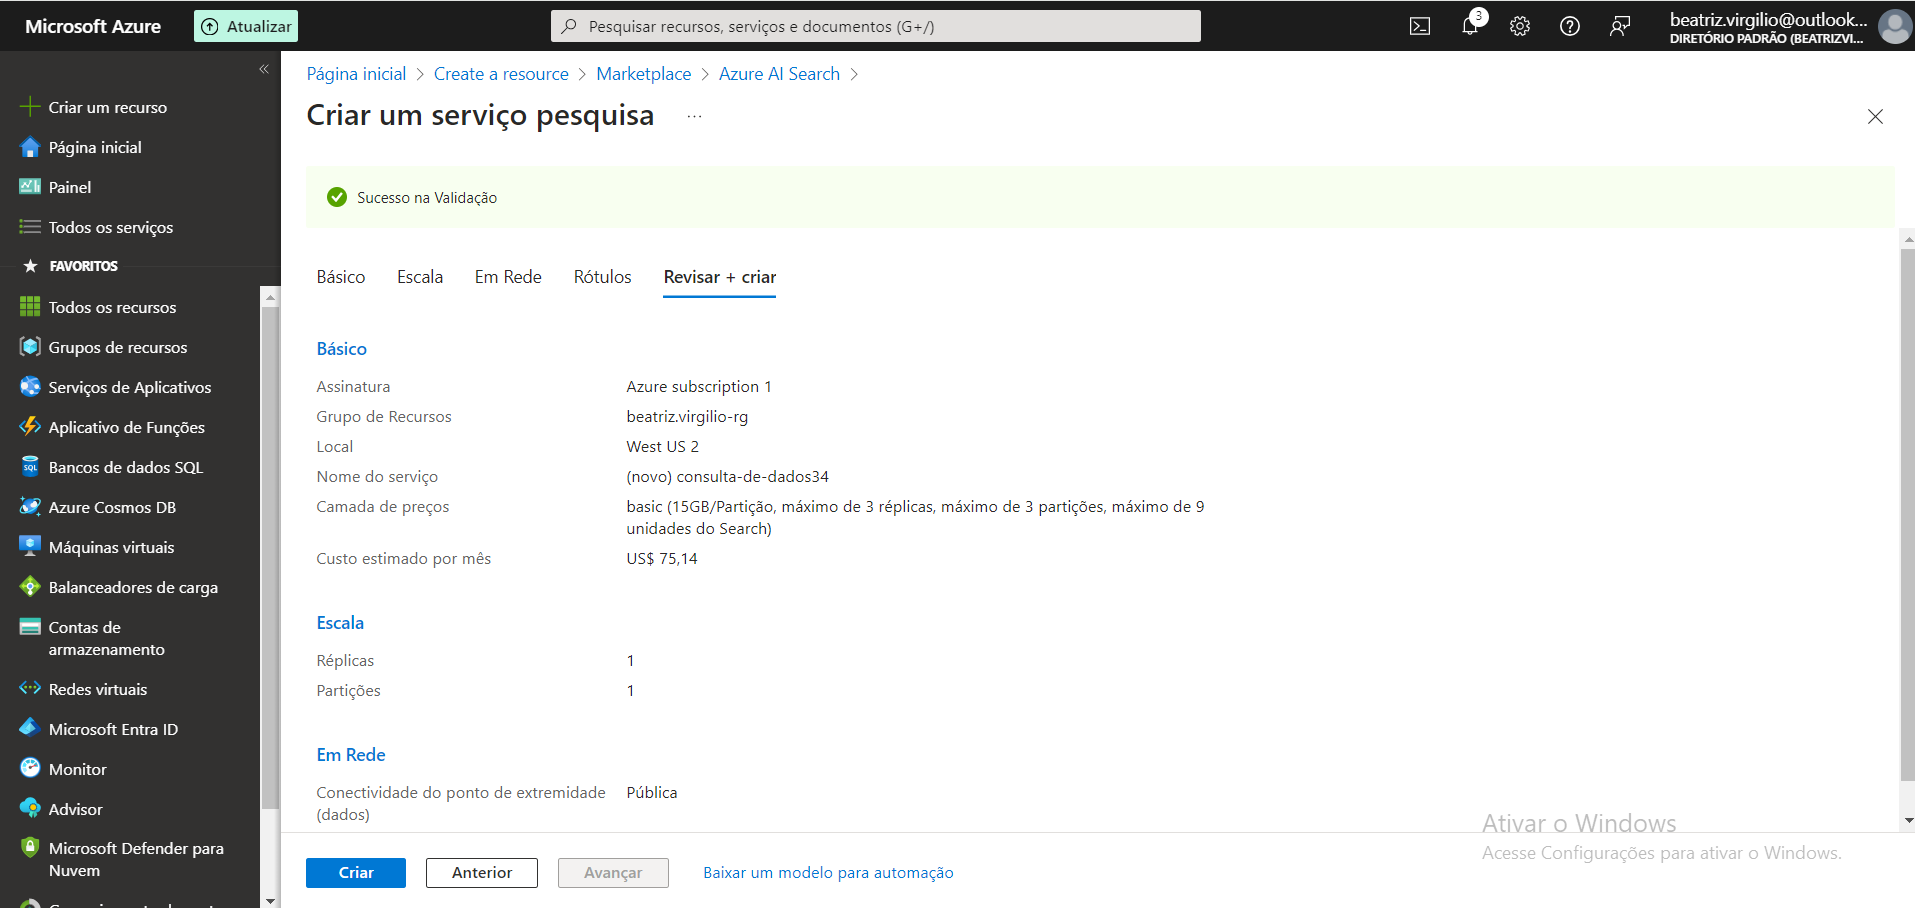 Microsoft Azure
Atualizar
Pesquisar recursos, serviços e documentos (G+/)
3
beatriz.virgilio@outlook...
DIRETÓRIO PADRÃO (BEATRIZVI...
Criar um recurso
Página inicial
Painel
Todos os serviços
FAVORITOS
Todos os recursos
Grupos de recursos
Serviços de Aplicativos
Aplicativo de Funções
SQL
Bancos de dados SQL
Azure Cosmos DB
Máquinas virtuais
Balanceadores de carga
Contas de
armazenamento
Redes virtuais
Microsoft Entra ID
Monitor
Advisor
Microsoft Defender para
Nuvem
Página inicial > Create a resource > Marketplace > Azure AI Search >
Criar um serviço pesquisa ...
Sucesso na Validação
Básico Escala Em Rede Rótulos Revisar + criar
Básico
Assinatura Azure subscription 1
Grupo de Recursos beatriz.virgilio-rg
Local West US 2
Nome do serviço (novo) consulta-de-dados34
Camada de preços basic (15GB/Partição, máximo de 3 réplicas, máximo de 3 partições, máximo de 9
unidades do Search)
Custo estimado por mês US$ 75,14
Escala
Réplicas 1
Partições 1
Em Rede
Conectividade do ponto de extremidade Pública
(dados)
Ativar o Windows
Acesse Configurações para ativar o Windows.
Criar Anterior Avançar Baixar um modelo para automação